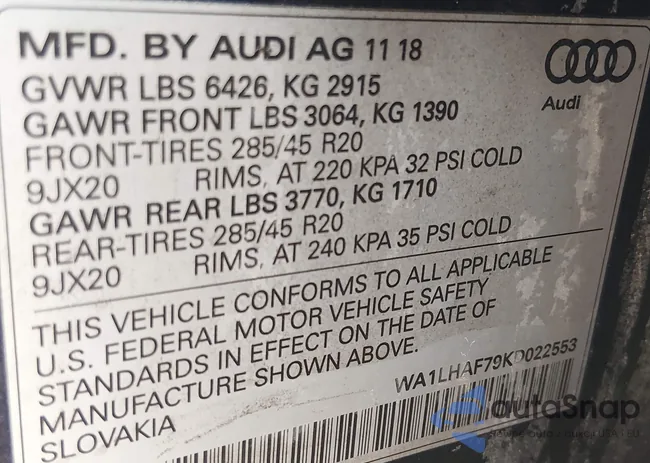 MFD. BY AUDI AG 11 18
Audi
GVWR LBS 6426, KG 2915
GAWR FRONT LBS 3064, KG 1390
FRONT-TIRES 285/45 R20
9JX20 RIMS, AT 220 KPA 32 PSI COLD
GAWR REAR LBS 3770, KG 1710
REAR-TIRES 285/45 R20
9JX20 RIMS, AT 240 KPA 35 PSI COLD
THIS VEHICLE CONFORMS TO ALL APPLICABLE
U.S. FEDERAL MOTOR VEHICLE SAFETY
STANDARDS IN EFFECT ON THE DATE OF
MANUFACTURE SHOWN ABOVE.
SLOVAKIA
WA1LHAF79KD022553
autoSnap